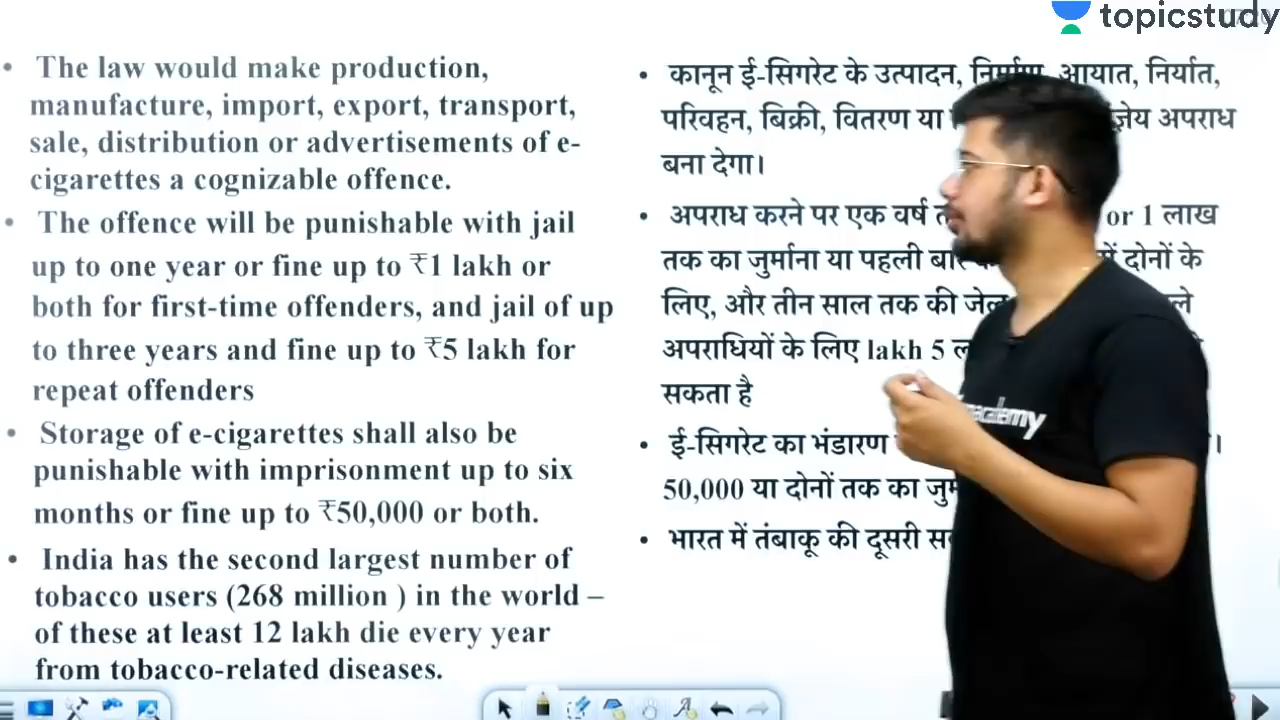 topicstudy
• The law would make production,
manufacture, import, export, transport,
sale, distribution or advertisements of e-
cigarettes a cognizable offence.
• The offence will be punishable with jail
up to one year or fine up to ₹1 lakh or
both for first-time offenders, and jail of up
to three years and fine up to ₹5 lakh for
repeat offenders
• Storage of e-cigarettes shall also be
punishable with imprisonment up to six
months or fine up to ₹50,000 or both.
• India has the second largest number of
tobacco users (268 million ) in the world –
of these at least 12 lakh die every year
from tobacco-related diseases.
• कानून ई-सिगरेट के उत्पादन, निर्माण, आयात, निर्यात,
परिवहन, बिक्री, वितरण या अपराध
बना देगा।
• अपराध करने पर एक वर्ष or 1 लाख
तक का जुर्माना या पहली बार दोनों के
लिए, और तीन साल तक की जेल
अपराधियों के लिए lakh 5
सकता है
• ई-सिगरेट का भंडारण
50,000 या दोनों तक का
• भारत में तंबाकू की दूसरी